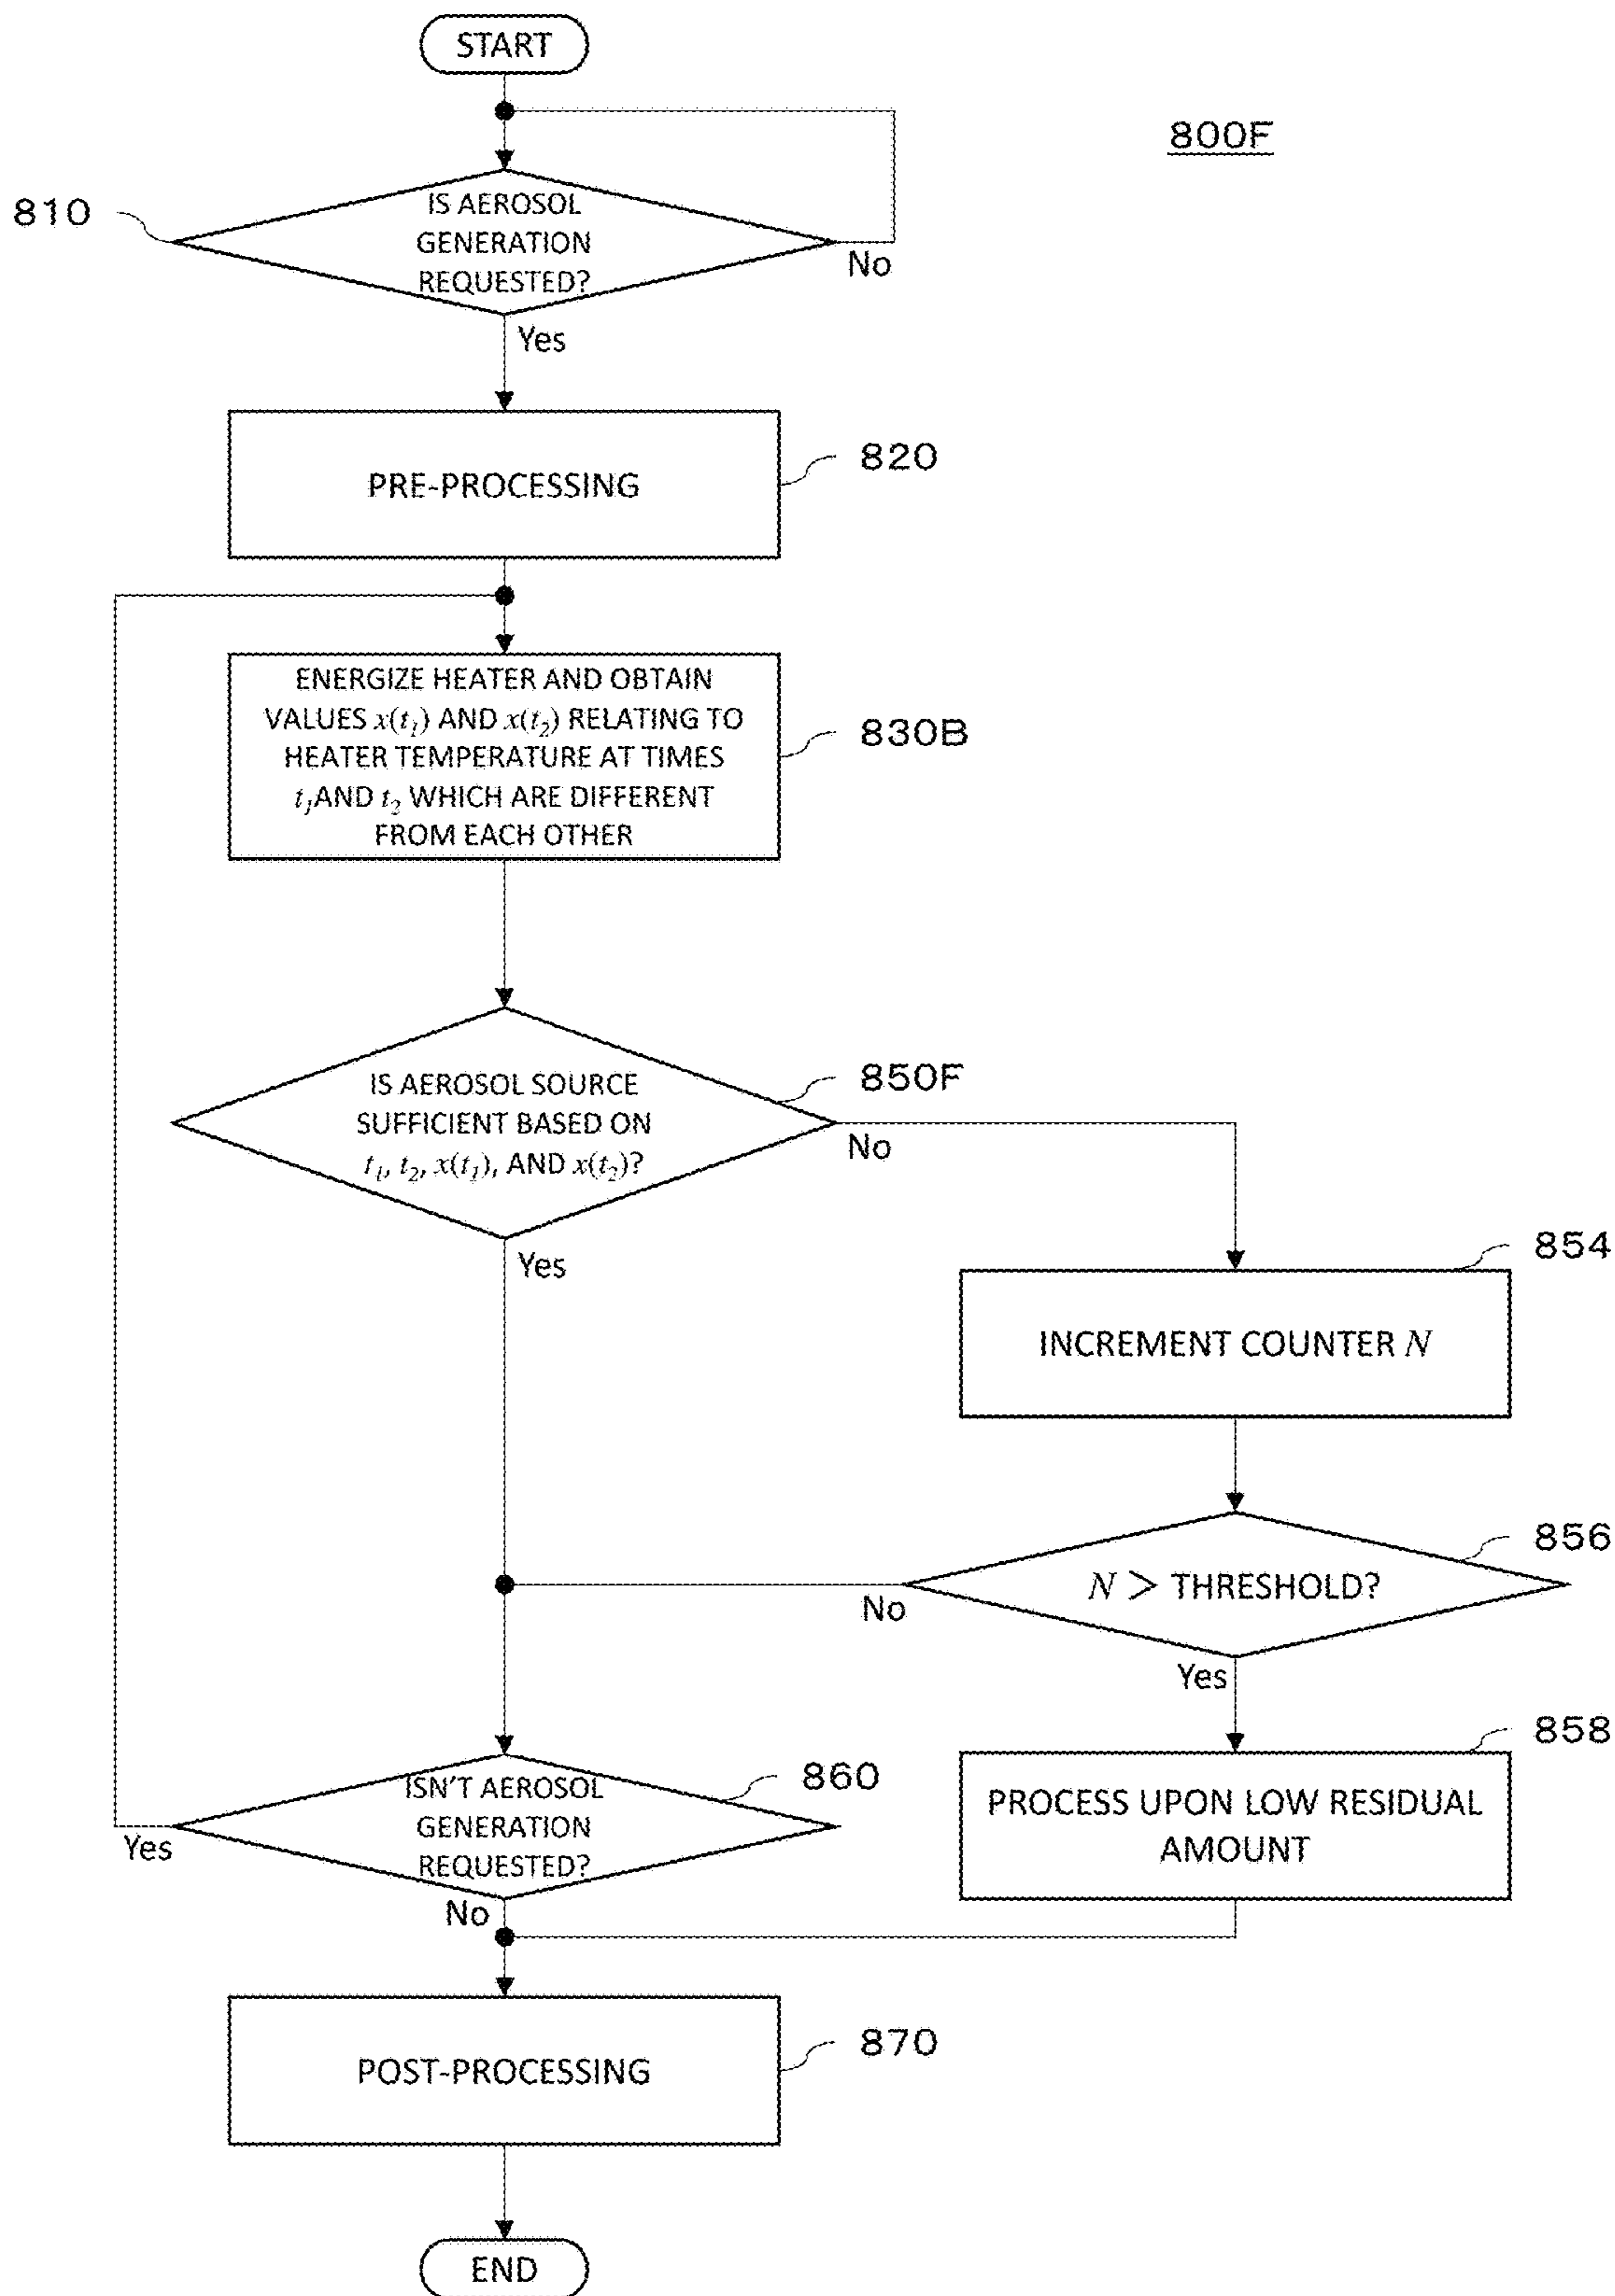 START
800F
810
IS AEROSOL
GENERATION
REQUESTED?
No
Yes
820
PRE-PROCESSING
ENERGIZE HEATER AND OBTAIN
VALUES x(t₁) AND x(t₂) RELATING TO
HEATER TEMPERATURE AT TIMES
t₁AND t₂ WHICH ARE DIFFERENT
FROM EACH OTHER
830B
850F
IS AEROSOL SOURCE
SUFFICIENT BASED ON
t₁, t₂, x(t₁), AND x(t₂)?
No
Yes
854
INCREMENT COUNTER N
856
N > THRESHOLD?
No
Yes
858
PROCESS UPON LOW RESIDUAL
AMOUNT
860
ISN'T AEROSOL
GENERATION
REQUESTED?
Yes
No
870
POST-PROCESSING
END